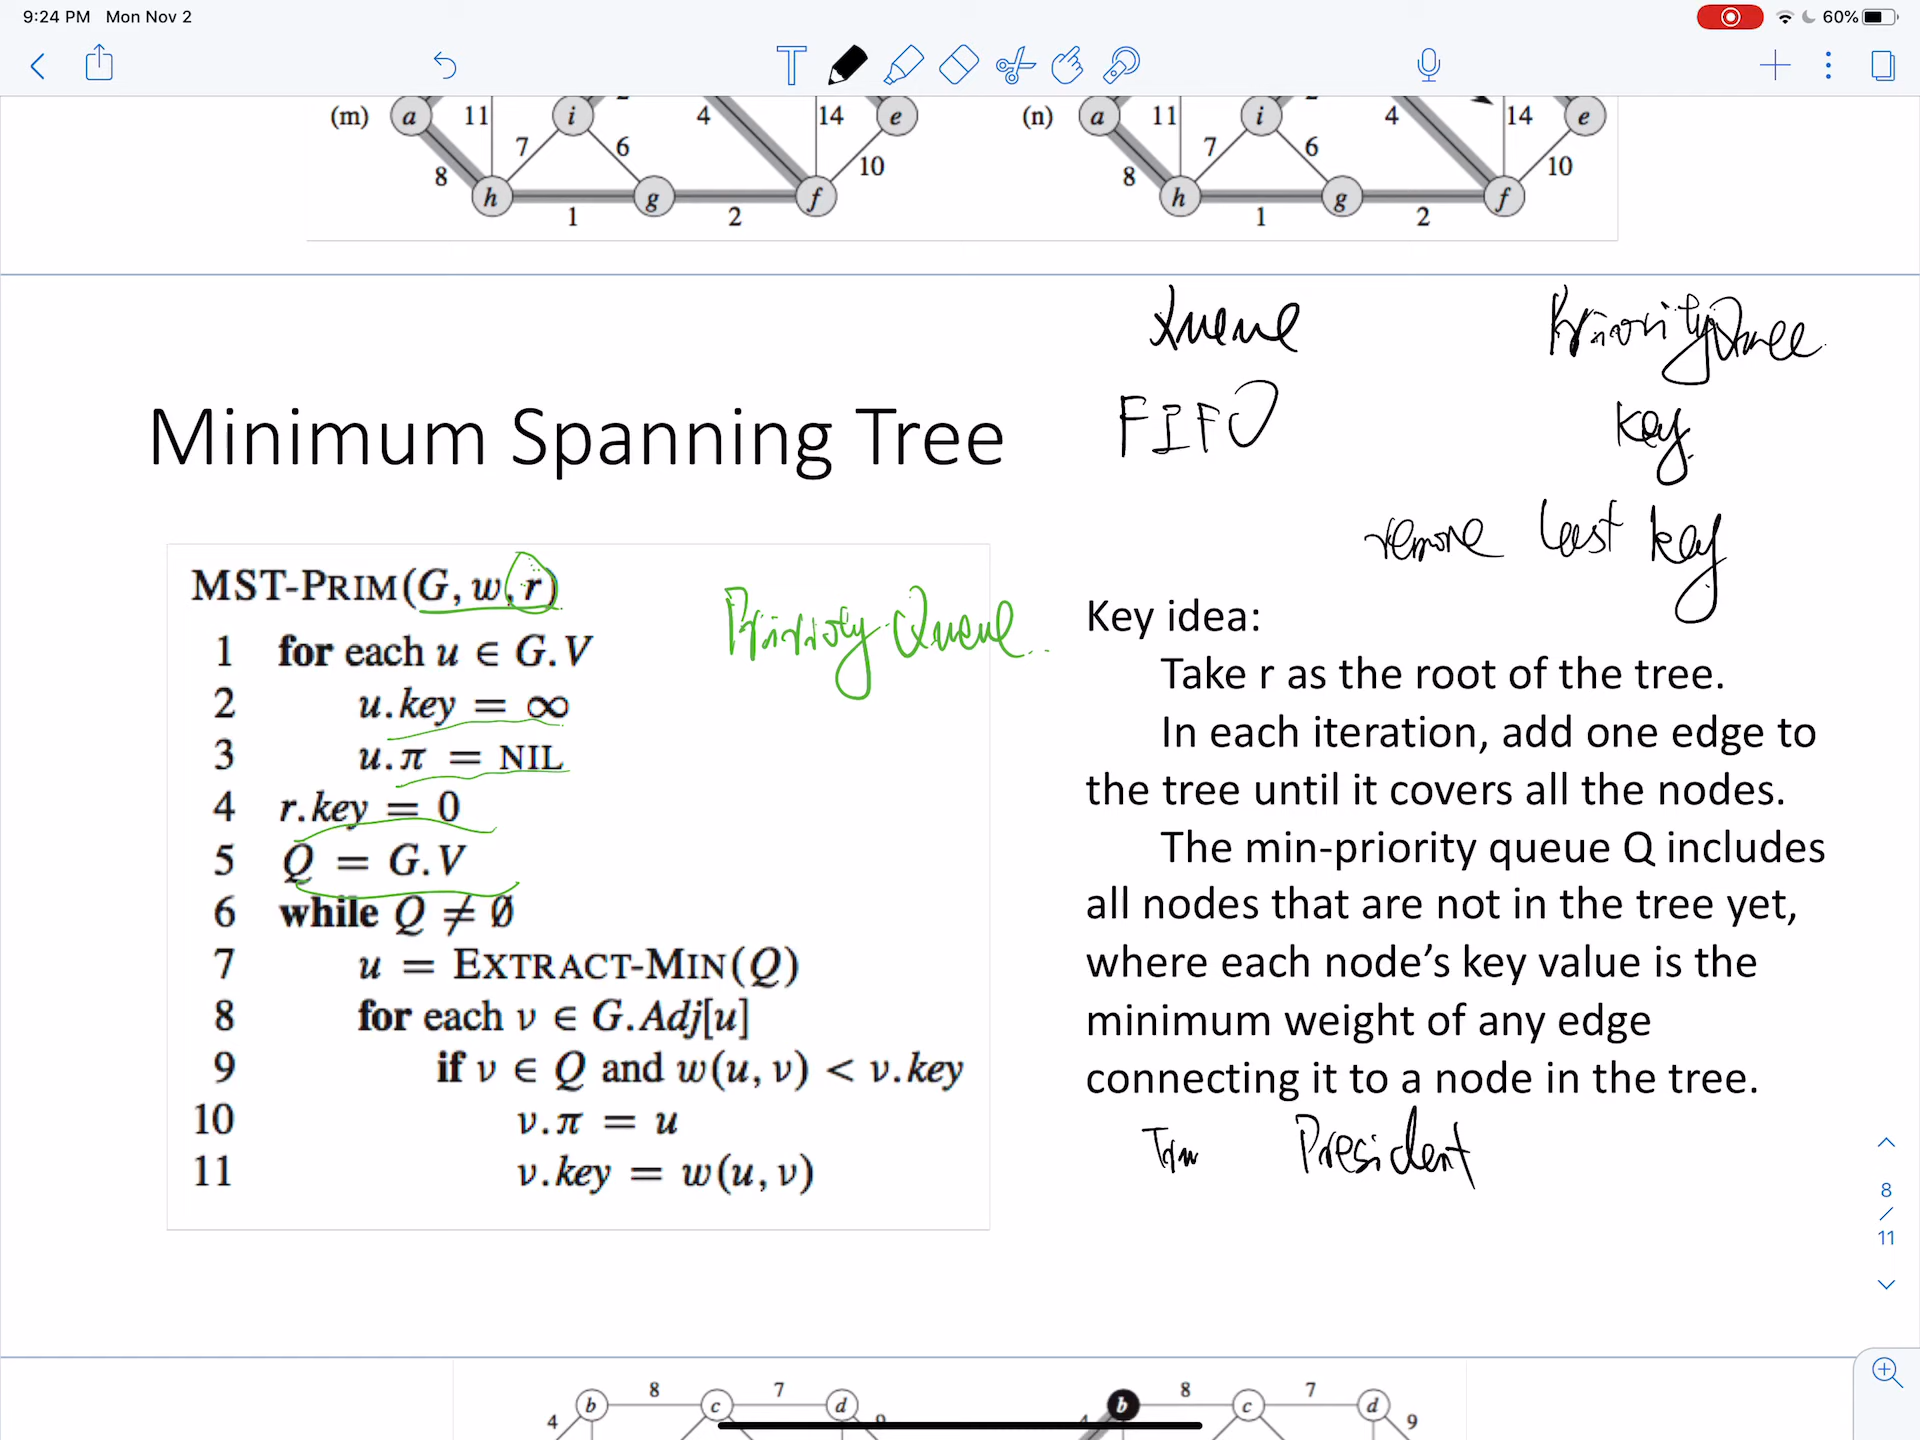 9:24 PM Mon Nov 2
60%
(m) a 11 i 4 14 e
7 6 10
8
h g f
1 2
(n) a 11 i 4 14 e
7 6 10
8
h g f
1 2
Queue
FIFO
Priority Queue
key
remove least key
Minimum Spanning Tree
MST-PRIM(G, w, r)
1 for each u ∈ G.V
2 u.key = ∞
3 u.π = NIL
4 r.key = 0
5 Q = G.V
6 while Q ≠ ∅
7 u = EXTRACT-MIN(Q)
8 for each v ∈ G.Adj[u]
9 if v ∈ Q and w(u, v) < v.key
10 v.π = u
11 v.key = w(u, v)
Priority Queue
Key idea:
Take r as the root of the tree.
In each iteration, add one edge to
the tree until it covers all the nodes.
The min-priority queue Q includes
all nodes that are not in the tree yet,
where each node’s key value is the
minimum weight of any edge
connecting it to a node in the tree.
President
8
/
11
b 8 c 7 d
4
b 8 c 7 d
9